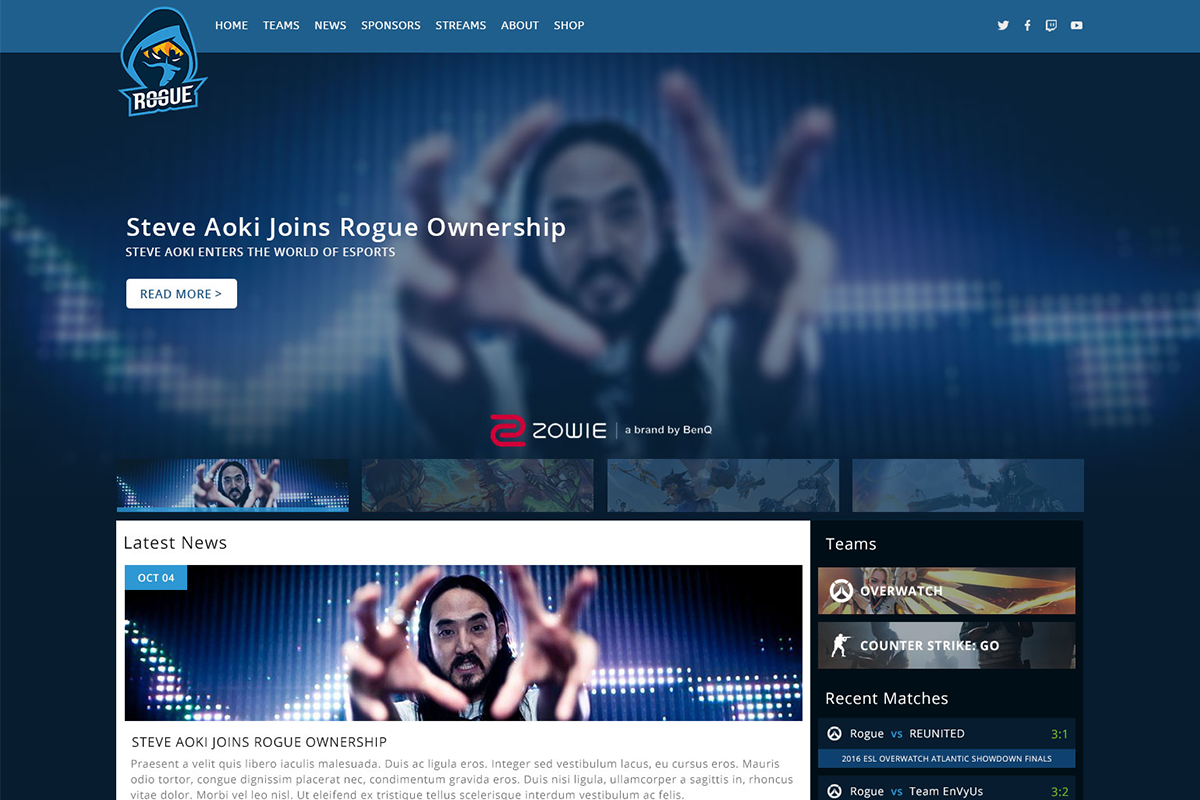 HOME TEAMS NEWS SPONSORS STREAMS ABOUT SHOP
ROGUE
Steve Aoki Joins Rogue Ownership
STEVE AOKI ENTERS THE WORLD OF ESPORTS
READ MORE >
ZOWIE | a brand by BenQ
Latest News
OCT 04
STEVE AOKI JOINS ROGUE OWNERSHIP
Praesent a velit quis libero iaculis malesuada. Duis ac ligula eros. Integer sed vestibulum lacus, eu cursus eros. Mauris
odio tortor, congue dignissim placerat nec, condimentum gravida eros. Duis nisi ligula, ullamcorper a sagittis in, rhoncus
vitae dolor. Morbi vel leo nisl. Ut eleifend ex tristique tellus scelerisque interdum vestibulum ac felis.
Teams
OVERWATCH
COUNTER STRIKE: GO
Recent Matches
Rogue vs REUNITED 3:1
2016 ESL OVERWATCH ATLANTIC SHOWDOWN FINALS
Rogue vs Team EnVyUs 3:2